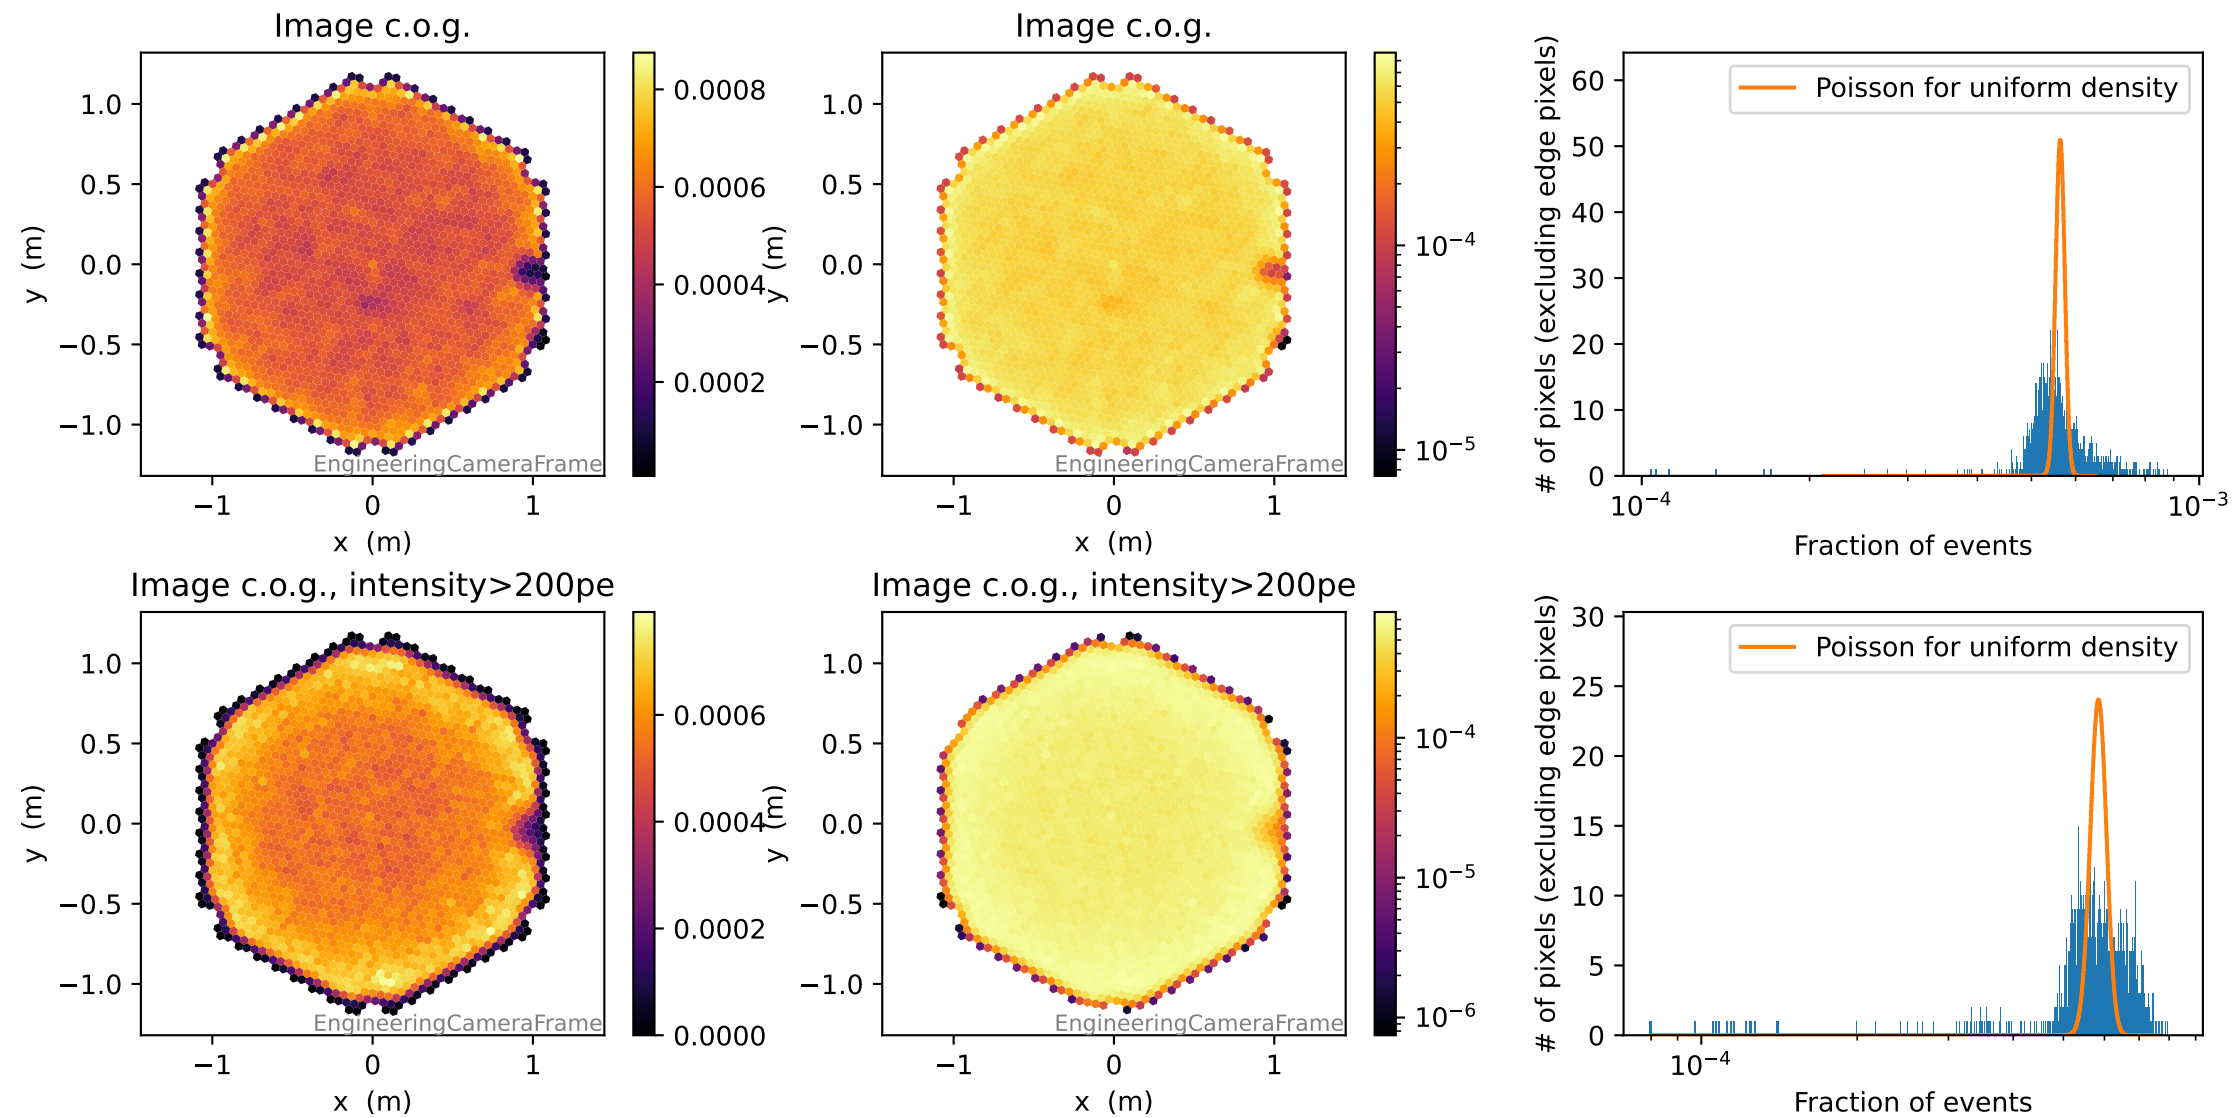 Image c.o.g.
1.0
0.5
0.0
−0.5
−1.0
y (m)
−1
0
1
x (m)
EngineeringCameraFrame
0.0008
0.0006
0.0004
0.0002
Image c.o.g.
1.0
0.5
0.0
−0.5
−1.0
y (m)
−1
0
1
x (m)
EngineeringCameraFrame
10⁻⁴
10⁻⁵
# of pixels (excluding edge pixels)
60
50
40
30
20
10
0
Poisson for uniform density
10⁻⁴
10⁻³
Fraction of events
Image c.o.g., intensity>200pe
1.0
0.5
0.0
−0.5
−1.0
y (m)
−1
0
1
x (m)
EngineeringCameraFrame
0.0006
0.0004
0.0002
0.0000
Image c.o.g., intensity>200pe
1.0
0.5
0.0
−0.5
−1.0
y (m)
−1
0
1
x (m)
EngineeringCameraFrame
10⁻⁴
10⁻⁵
10⁻⁶
# of pixels (excluding edge pixels)
30
25
20
15
10
5
0
Poisson for uniform density
10⁻⁴
Fraction of events